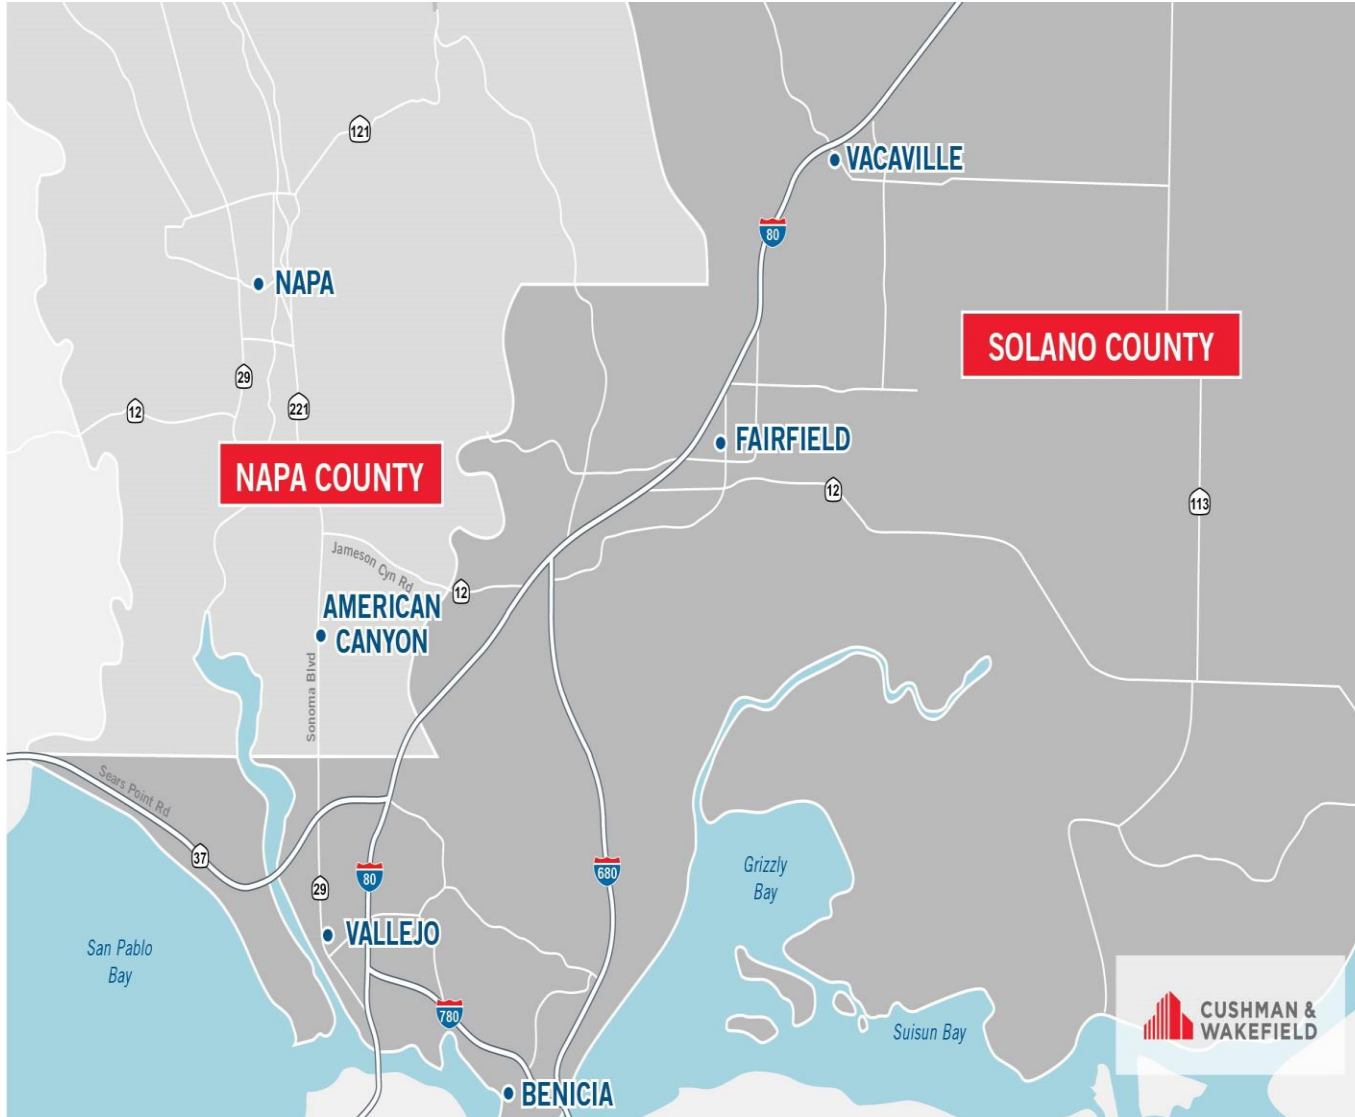 121
VACAVILLE
80
NAPA
SOLANO COUNTY
29
12
221
FAIRFIELD
NAPA COUNTY
12
113
Jameson Cyn Rd
12
AMERICAN
CANYON
Sonoma Blvd
Sears Point Rd
37
80
680
Grizzly
Bay
29
VALLEJO
San Pablo
Bay
780
Suisun Bay
CUSHMAN &
WAKEFIELD
BENICIA